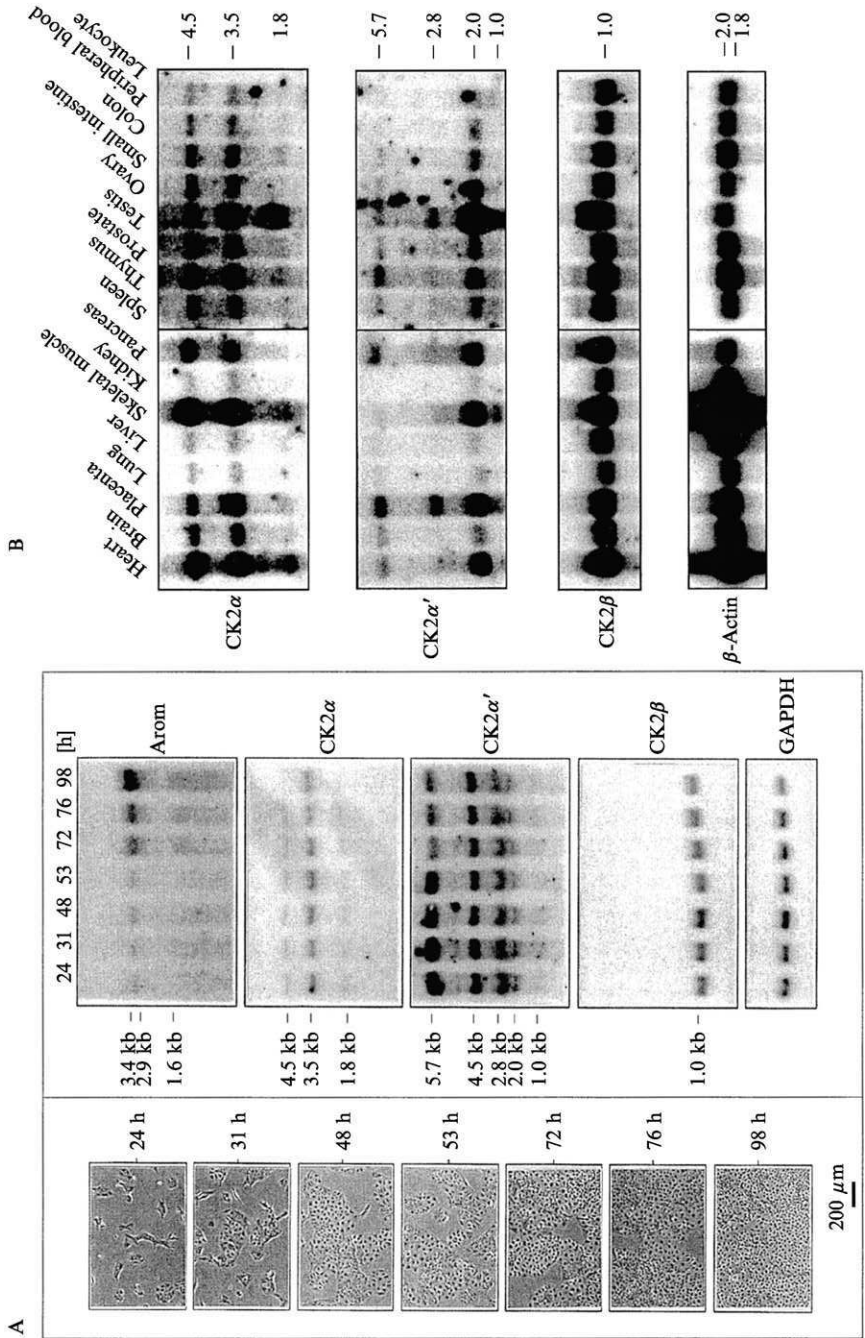 A
24 h
31 h
48 h
53 h
72 h
76 h
98 h
200 μm
24 31 48 53 72 76 98 [h]
3.4 kb
2.9 kb
1.6 kb
Arom
4.5 kb
3.5 kb
1.8 kb
CK2α
5.7 kb
4.5 kb
2.8 kb
2.0 kb
1.0 kb
CK2α′
1.0 kb
CK2β
GAPDH
B
Heart
Brain
Placenta
Lung
Liver
Skeletal muscle
Kidney
Pancreas
Spleen
Thymus
Prostate
Testis
Ovary
Small intestine
Colon
Peripheral blood
Leukocyte
CK2α
4.5
3.5
1.8
CK2α′
5.7
2.8
2.0
1.0
CK2β
1.0
β-Actin
2.0
1.8